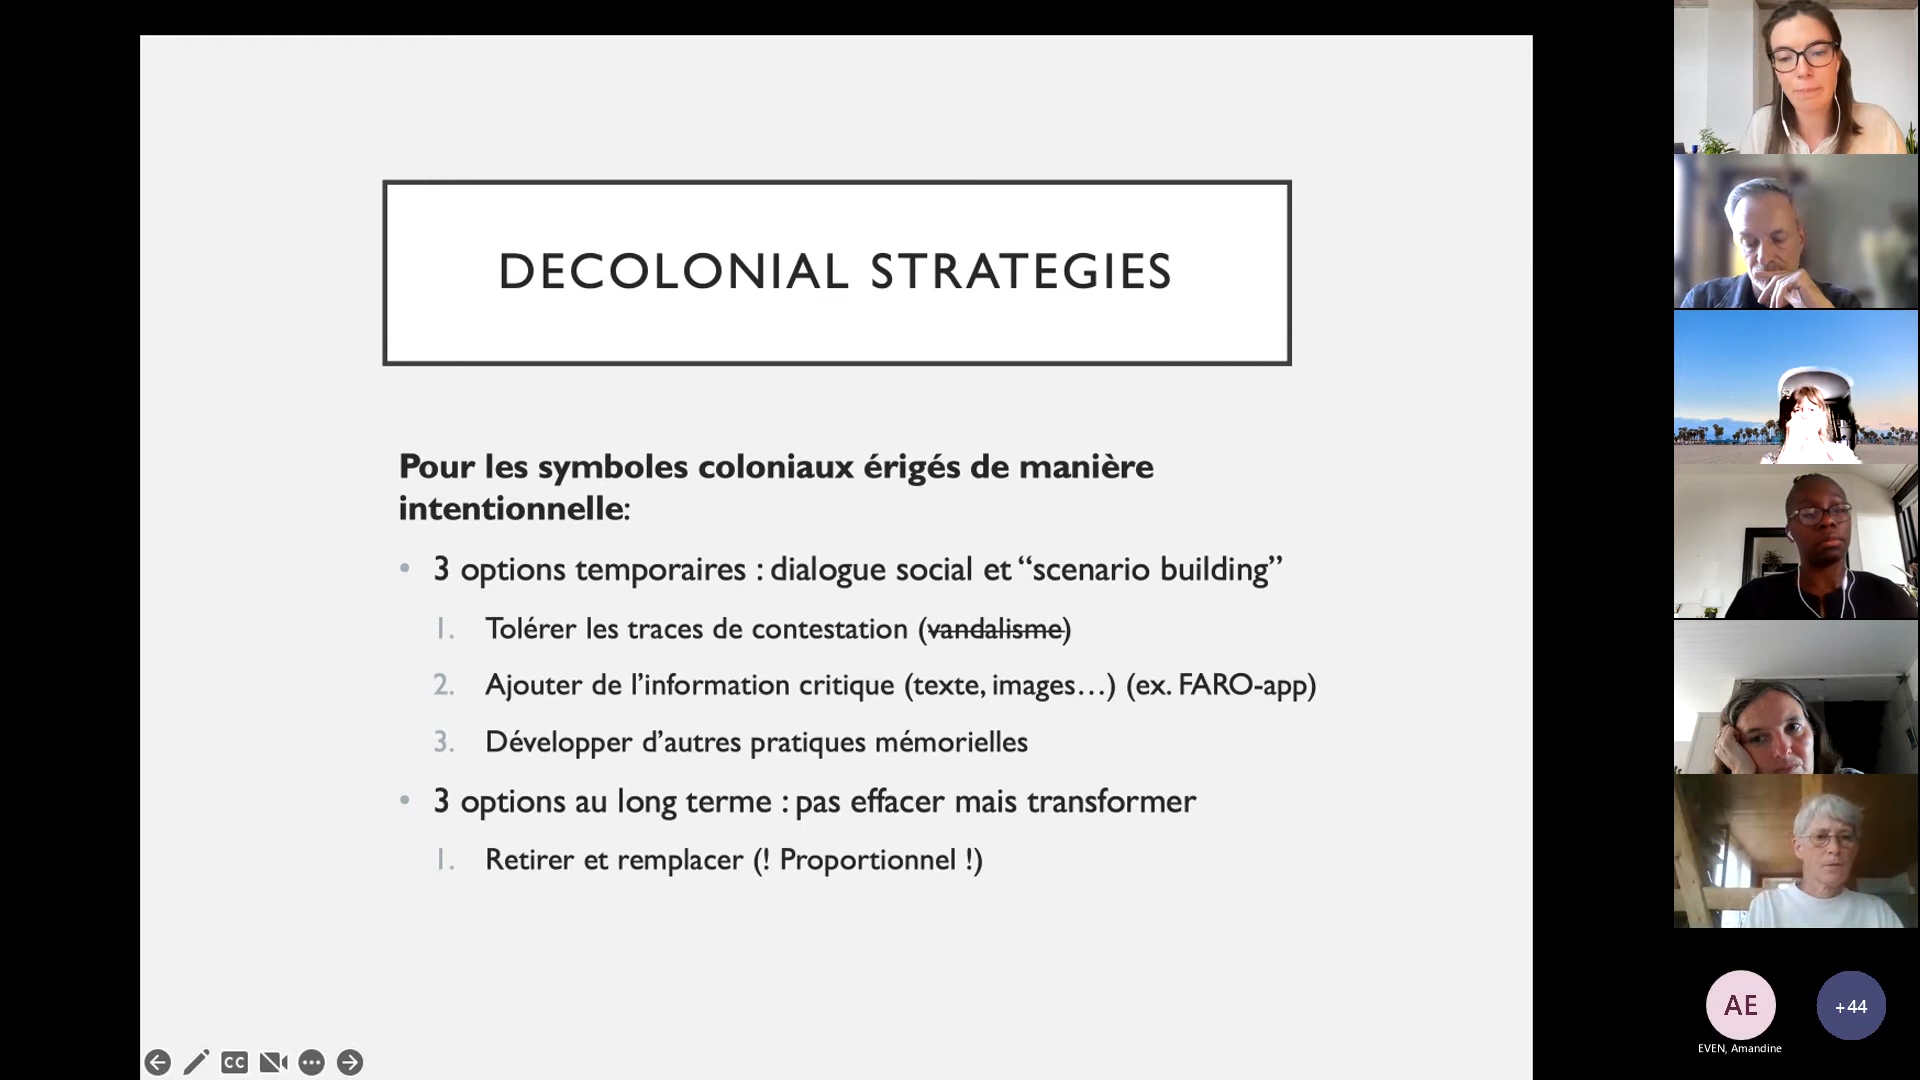 DECOLONIAL STRATEGIES
Pour les symboles coloniaux érigés de manière
intentionnelle:
• 3 options temporaires : dialogue social et “scenario building”
1. Tolérer les traces de contestation (vandalisme)
2. Ajouter de l’information critique (texte, images…) (ex. FARO-app)
3. Développer d’autres pratiques mémorielles
• 3 options au long terme : pas effacer mais transformer
1. Retirer et remplacer (! Proportionnel !)
CC
AE
+44
EVEN, Amandine